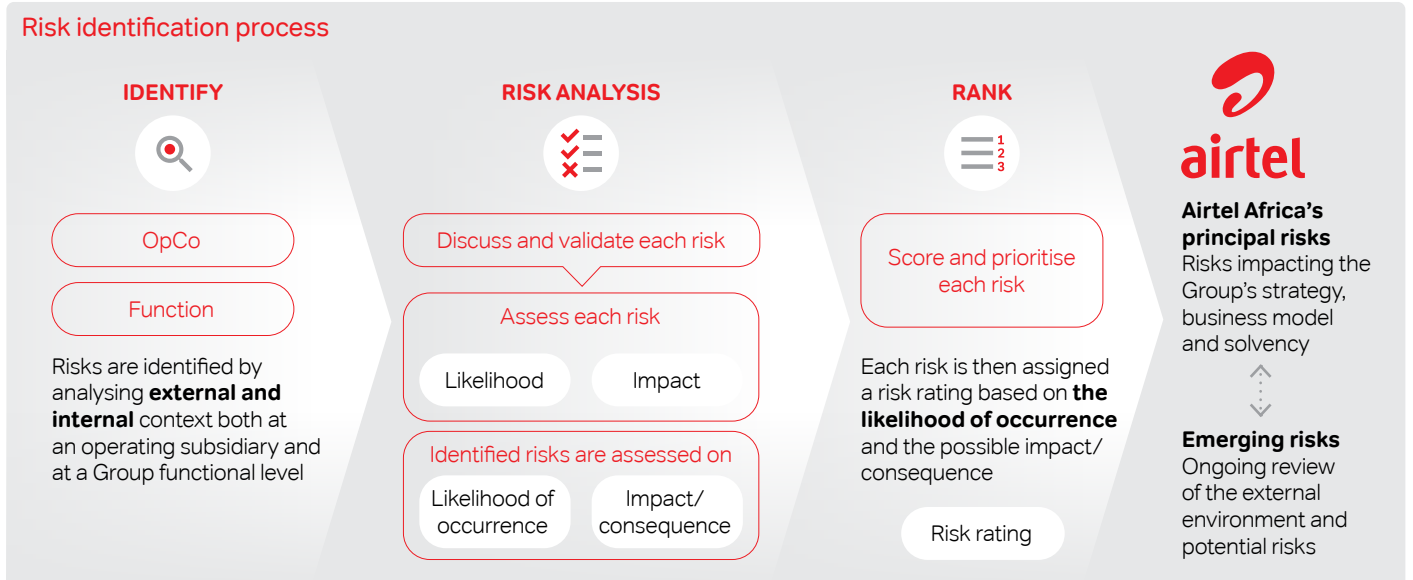 Risk identification process
IDENTIFY
OpCo
Function
Risks are identified by
analysing external and
internal context both at
an operating subsidiary and
at a Group functional level
RISK ANALYSIS
Discuss and validate each risk
Assess each risk
Likelihood
Impact
Identified risks are assessed on
Likelihood of
occurrence
Impact/
consequence
RANK
1
2
3
Score and prioritise
each risk
Each risk is then assigned
a risk rating based on the
likelihood of occurrence
and the possible impact/
consequence
Risk rating
airtel
Airtel Africa’s
principal risks
Risks impacting the
Group’s strategy,
business model
and solvency
Emerging risks
Ongoing review
of the external
environment and
potential risks